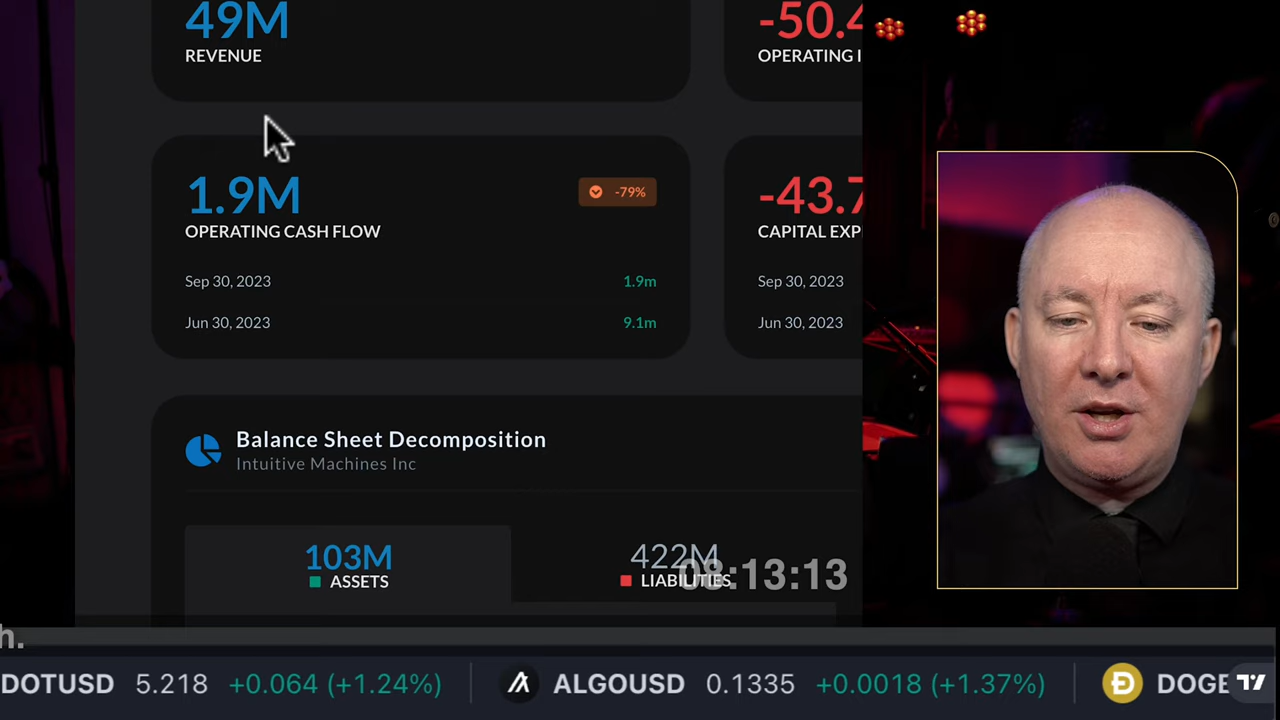 49M
REVENUE
-50.4
OPERATING I
1.9M
-79%
OPERATING CASH FLOW
Sep 30, 2023 1.9m
Jun 30, 2023 9.1m
-43.7
CAPITAL EXP
Sep 30, 2023
Jun 30, 2023
Balance Sheet Decomposition
Intuitive Machines Inc
103M
ASSETS
422M
LIABILITIES
08:13:13
h.
DOTUSD 5.218 +0.064 (+1.24%) ALGOUSD 0.1335 +0.0018 (+1.37%) DOGE